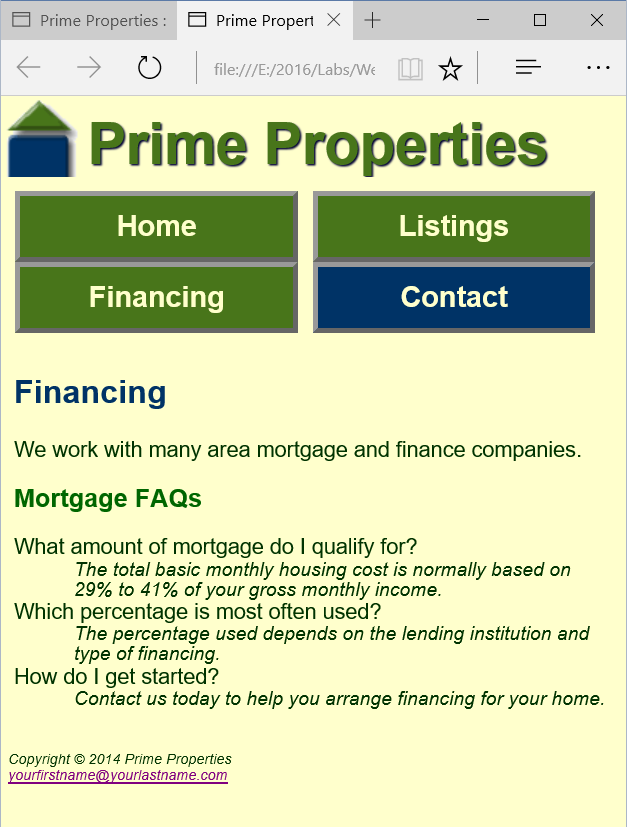 Prime Properties :
Prime Propert
file:///E:/2016/Labs/We
Prime Properties
Home
Listings
Financing
Contact
Financing
We work with many area mortgage and finance companies.
Mortgage FAQs
What amount of mortgage do I qualify for?
The total basic monthly housing cost is normally based on
29% to 41% of your gross monthly income.
Which percentage is most often used?
The percentage used depends on the lending institution and
type of financing.
How do I get started?
Contact us today to help you arrange financing for your home.
Copyright © 2014 Prime Properties
yourfirstname@yourlastname.com